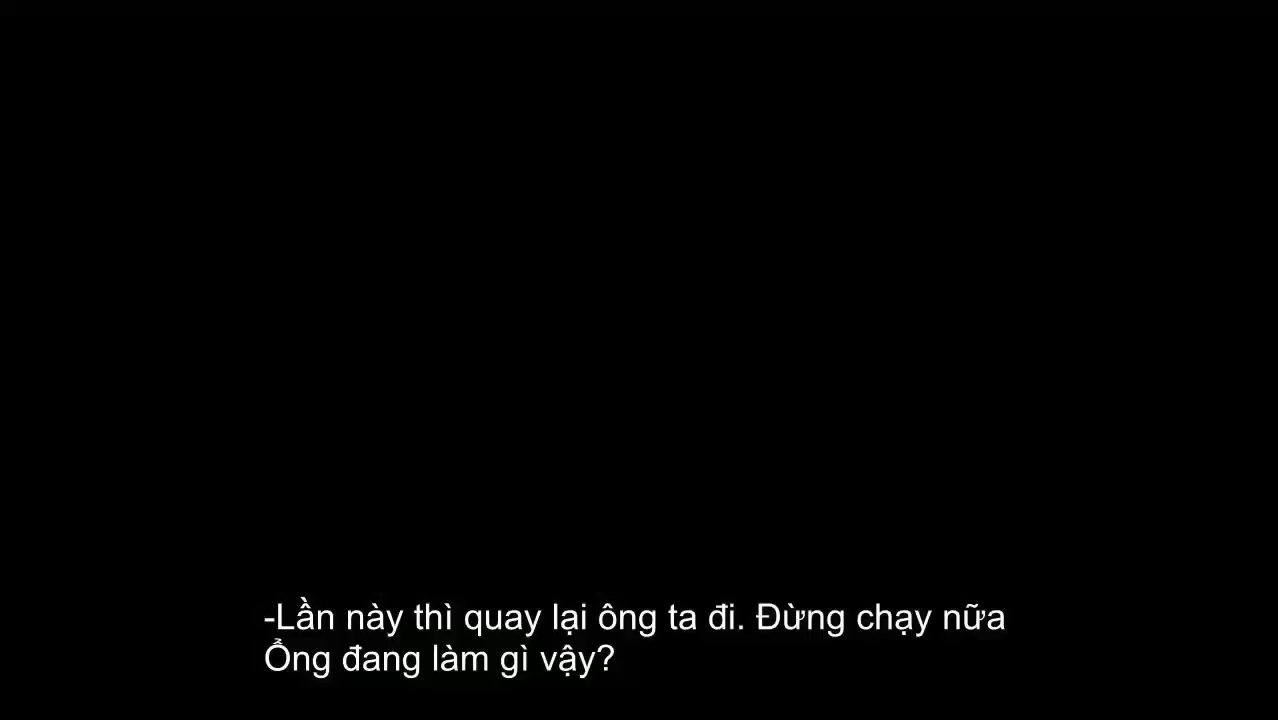 -Lần này thì quay lại ông ta đi. Đừng chạy nữa
Ổng đang làm gì vậy?